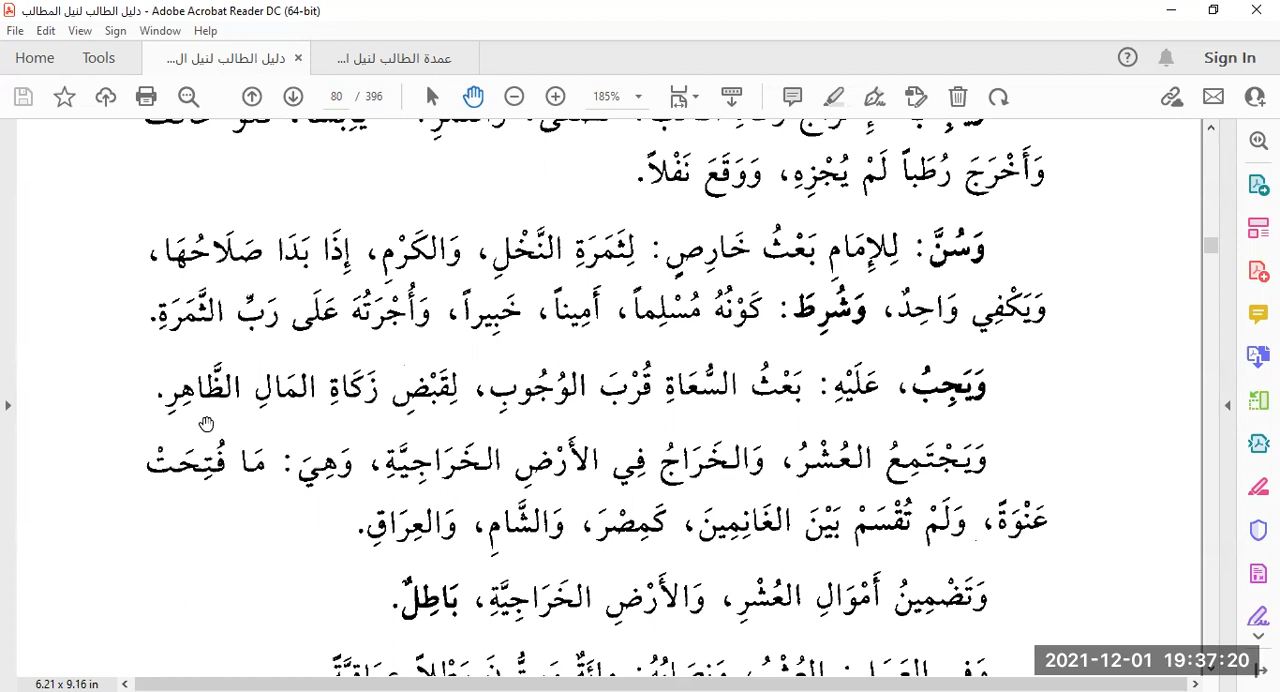 دليل الطالب لنيل المطالب - Adobe Acrobat Reader DC (64-bit)
File Edit View Sign Window Help
Home Tools دليل الطالب لنيل ال... × عمدة الطالب لنيل ا... Sign In
80 / 396 185%
وَأَخْرَجَ رُطَباً لَمْ يُجْزِهِ، وَوَقَعَ نَفْلاً.
وَسُنَّ: لِلإِمَامِ بَعْثُ خَارِصٍ: لِثَمَرَةِ النَّخْلِ، وَالكَرْمِ، إِذَا بَدَا صَلَاحُهَا،
وَيَكْفِي وَاحِدٌ، وَشُرِطَ: كَوْنُهُ مُسْلِماً، أَمِيناً، خَبِيراً، وَأُجْرَتُهُ عَلَى رَبِّ الثَّمَرَةِ.
وَيَجِبُ، عَلَيْهِ: بَعْثُ السُّعَاةِ قُرْبَ الوُجُوبِ، لِقَبْضِ زَكَاةِ المَالِ الظَّاهِرِ.
وَيَجْتَمِعُ العُشْرُ، وَالخَرَاجُ فِي الأَرْضِ الخَرَاجِيَّةِ، وَهِيَ: مَا فُتِحَتْ
عَنْوَةً، وَلَمْ تُقْسَمْ بَيْنَ الغَانِمِينَ، كَمِصْرَ، وَالشَّامِ، وَالعِرَاقِ.
وَتَضْمِينُ أَمْوَالِ العُشْرِ، وَالأَرْضِ الخَرَاجِيَّةِ، بَاطِلٌ.
2021-12-01 19:37:20
6.21 x 9.16 in